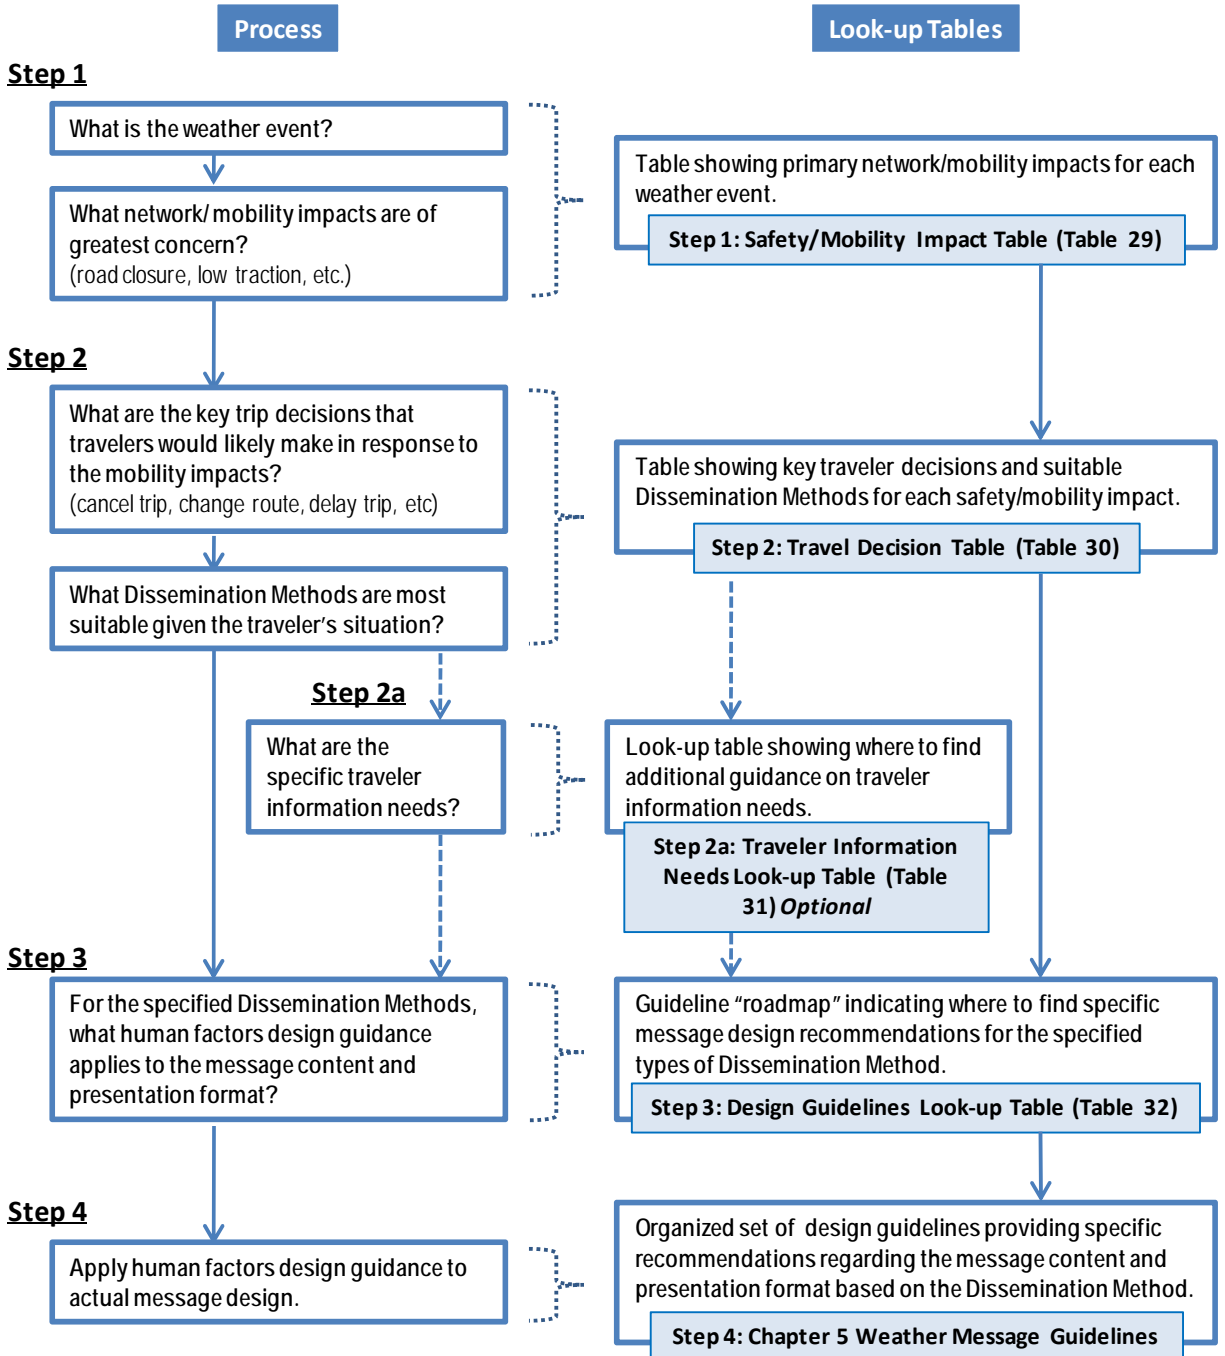 Process
Look-up Tables
Step 1
What is the weather event?
What network/ mobility impacts are of
greatest concern?
(road closure, low traction, etc.)
Table showing primary network/mobility impacts for each
weather event.
Step 1: Safety/Mobility Impact Table (Table 29)
Step 2
What are the key trip decisions that
travelers would likely make in response to
the mobility impacts?
(cancel trip, change route, delay trip, etc)
What Dissemination Methods are most
suitable given the traveler's situation?
Table showing key traveler decisions and suitable
Dissemination Methods for each safety/mobility impact.
Step 2: Travel Decision Table (Table 30)
Step 2a
What are the
specific traveler
information needs?
Look-up table showing where to find
additional guidance on traveler
information needs.
Step 2a: Traveler Information
Needs Look-up Table (Table
31) Optional
Step 3
For the specified Dissemination Methods,
what human factors design guidance
applies to the message content and
presentation format?
Guideline “roadmap” indicating where to find specific
message design recommendations for the specified
types of Dissemination Method.
Step 3: Design Guidelines Look-up Table (Table 32)
Step 4
Apply human factors design guidance to
actual message design.
Organized set of design guidelines providing specific
recommendations regarding the message content and
presentation format based on the Dissemination Method.
Step 4: Chapter 5 Weather Message Guidelines